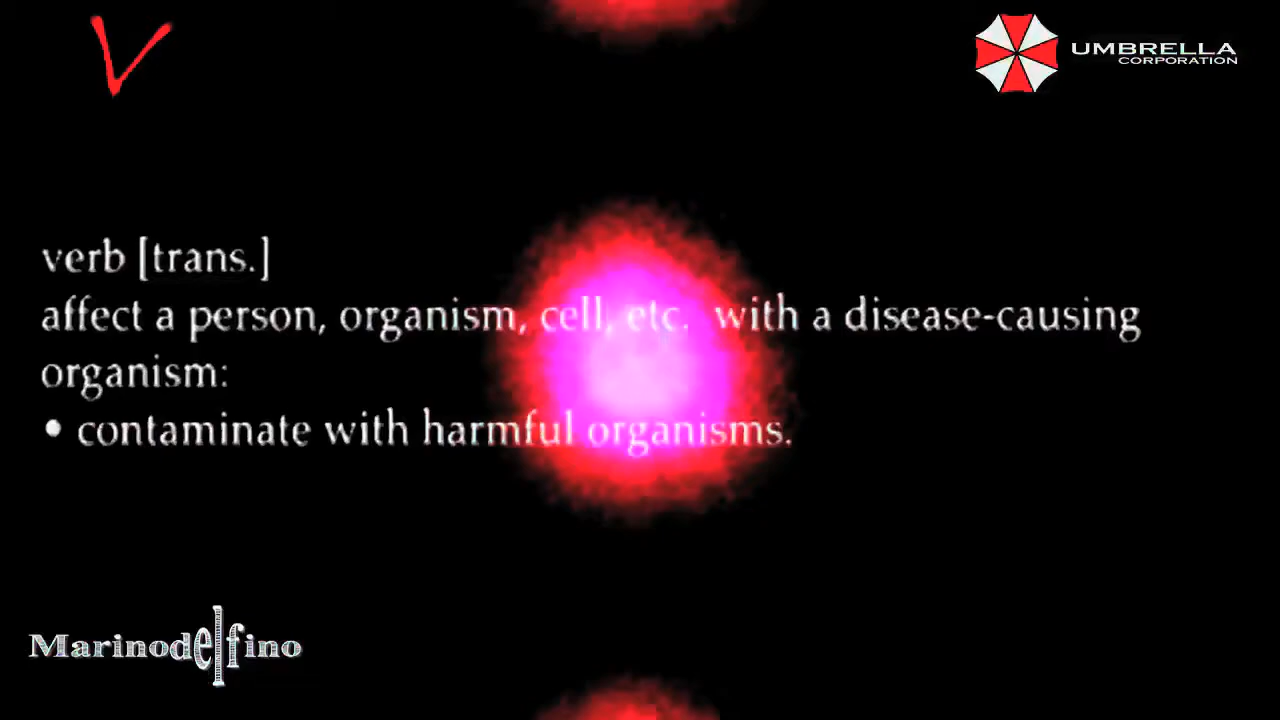 V
UMBRELLA
CORPORATION
verb [trans.]
affect a person, organism, cell, etc. with a disease-causing
organism:
• contaminate with harmful organisms.
Marinodelfino